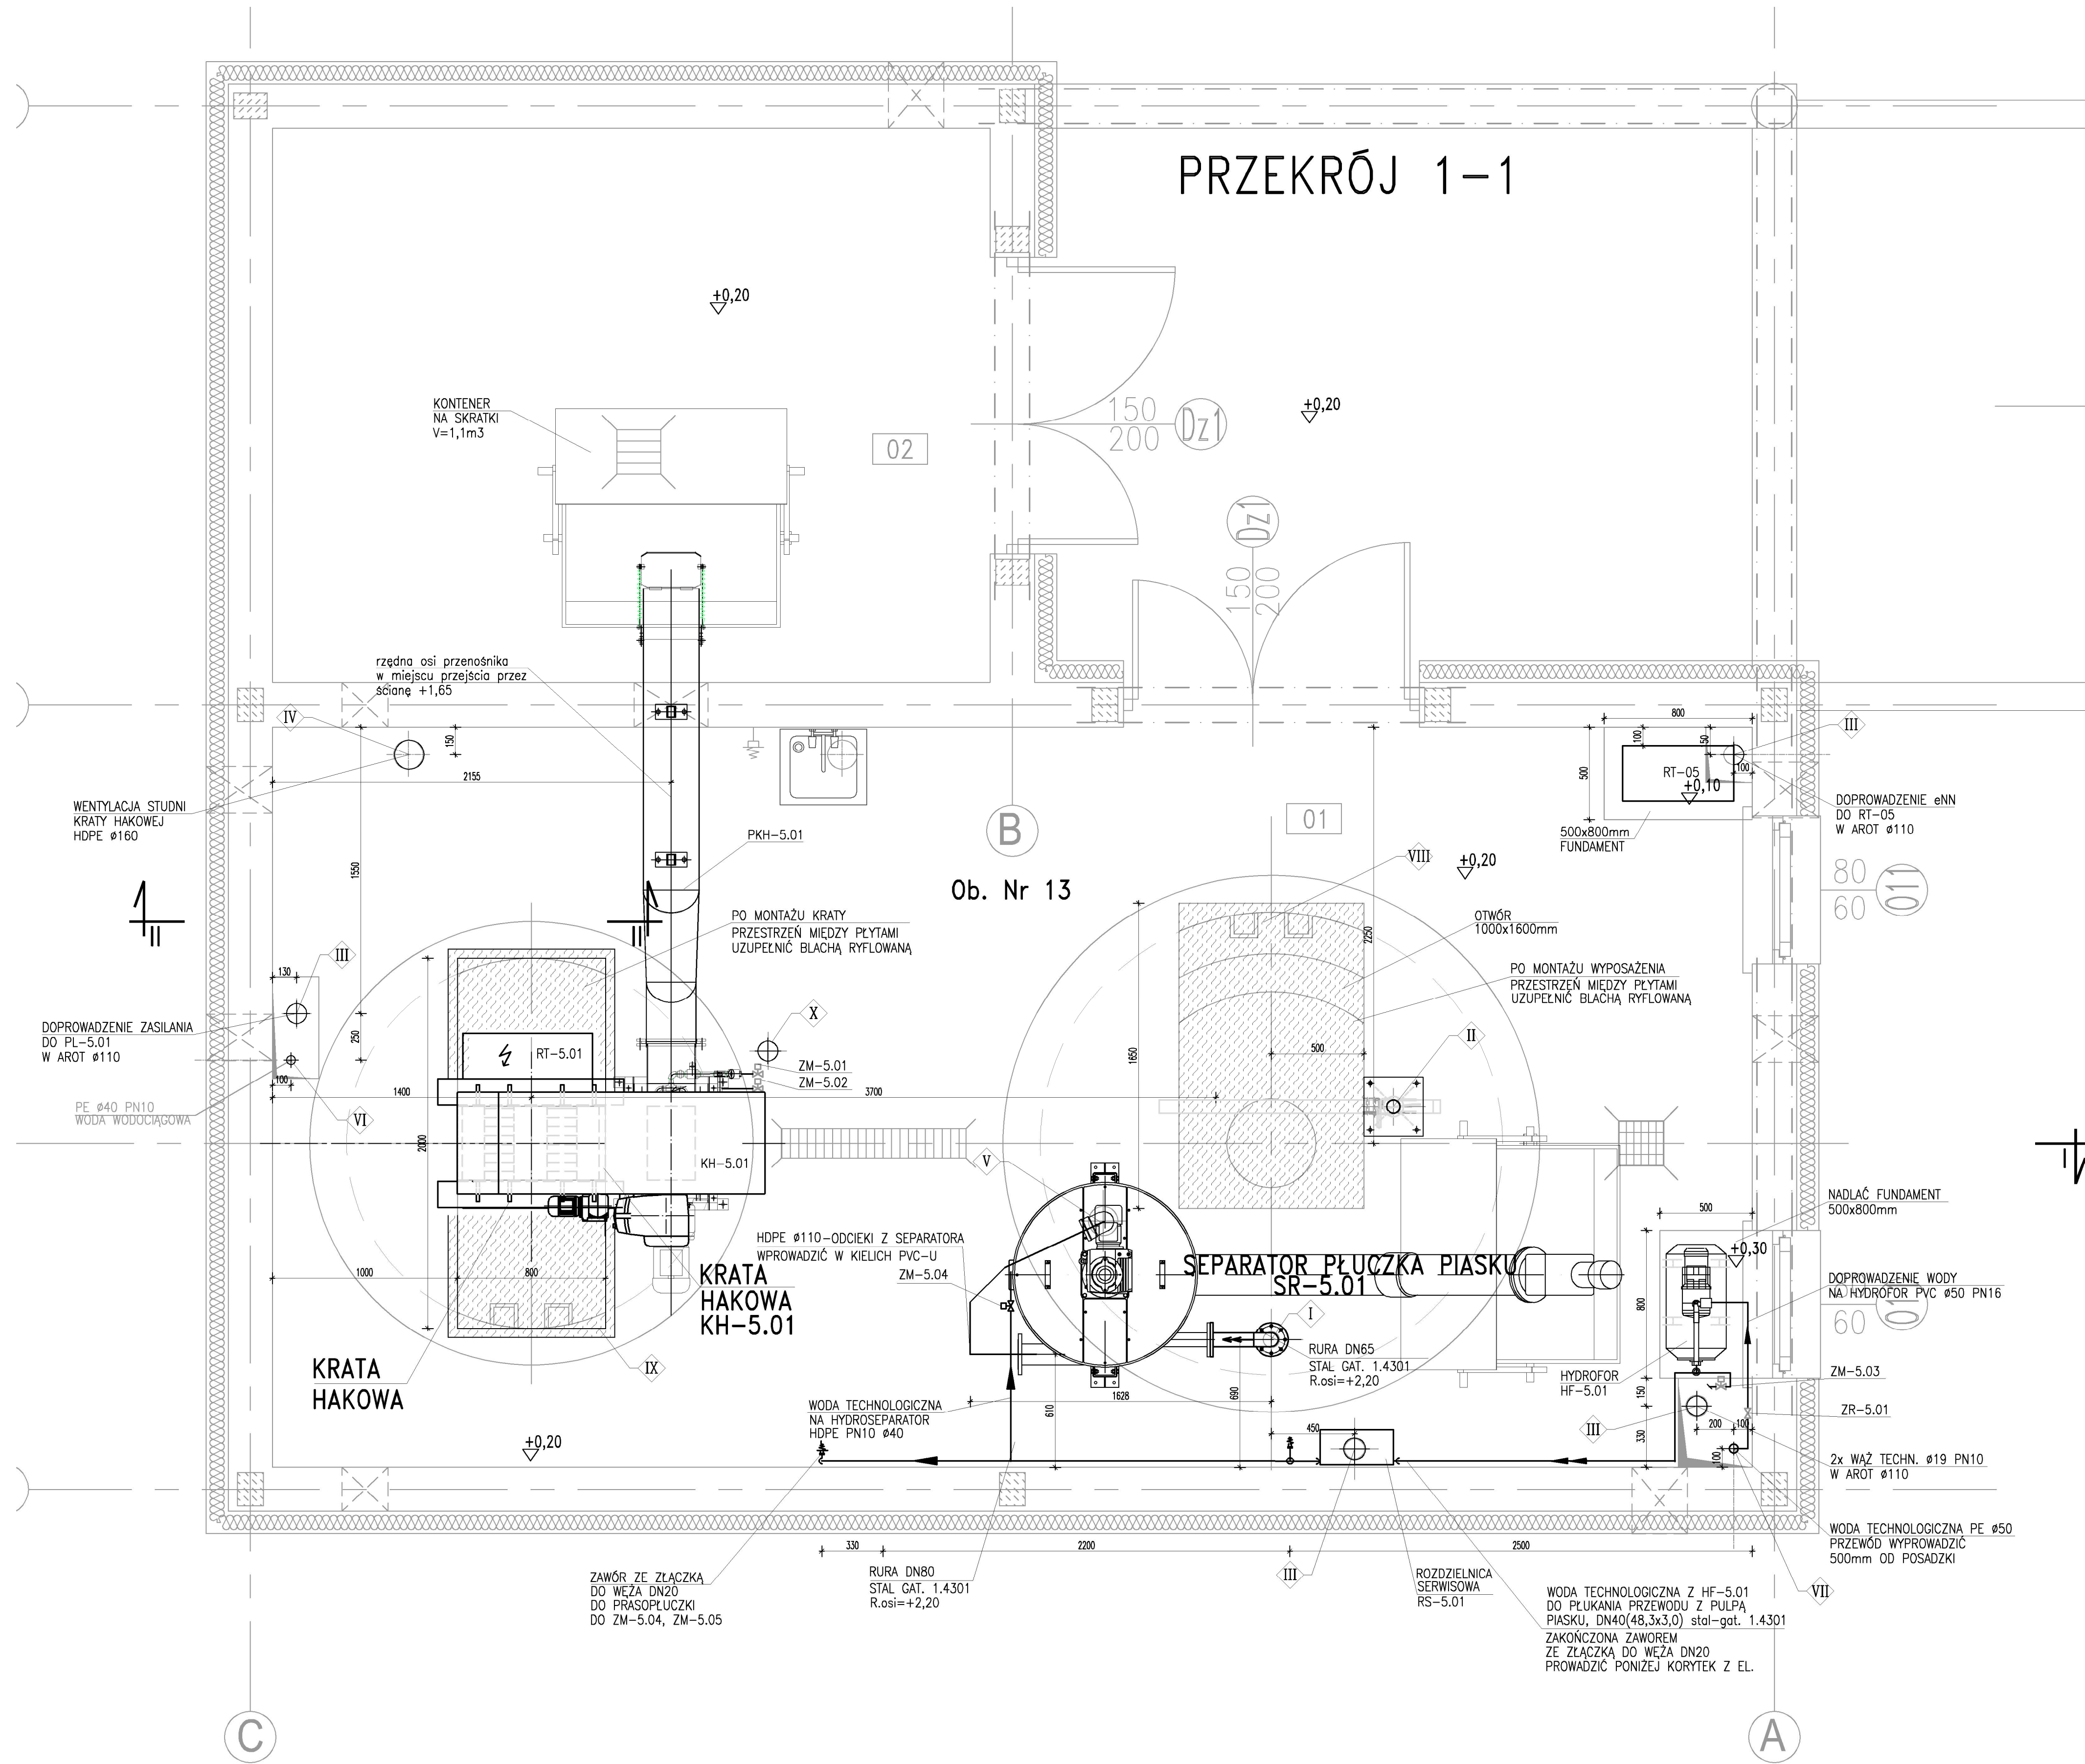 PRZEKRÓJ 1-1
+0,20
+0,20
KONTENER
NA SKRATKI
V=1,1m3
02
150
200
Dz1
Dz1
150
200
rzędna osi przenośnika
w miejscu przejścia przez
ścianę +1,65
IV
150
2155
WENTYLACJA STUDNI
KRATY HAKOWEJ
HDPE ø160
PKH-5.01
B
01
Ob. Nr 13
800
III
100
50
RT-05
100
500
+0,10
500x800mm
FUNDAMENT
DOPROWADZENIE eNN
DO RT-05
W AROT ø110
VIII
+0,20
80
60
O11
1550
II
II
PO MONTAŻU KRATY
PRZESTRZEŃ MIĘDZY PŁYTAMI
UZUPEŁNIĆ BLACHĄ RYFLOWANĄ
OTWÓR
1000x1600mm
2250
PO MONTAŻU WYPOSAŻENIA
PRZESTRZEŃ MIĘDZY PŁYTAMI
UZUPEŁNIĆ BLACHĄ RYFLOWANĄ
III
130
DOPROWADZENIE ZASILANIA
DO PL-5.01
W AROT ø110
250
100
PE ø40 PN10
WODA WODOCIĄGOWA
VI
X
RT-5.01
ZM-5.01
ZM-5.02
1400
3700
2000
1650
500
II
KH-5.01
V
I
NADLAĆ FUNDAMENT
500x800mm
500
+0,30
HDPE ø110-ODCIEKI Z SEPARATORA
WPROWADZIĆ W KIELICH PVC-U
ZM-5.04
SEPARATOR PŁUCZKA PIASKU
SR-5.01
1000
800
KRATA
HAKOWA
KH-5.01
DOPROWADZENIE WODY
NA HYDROFOR PVC ø50 PN16
60
800
I
RURA DN65
STAL GAT. 1.4301
R.osi=+2,20
KRATA
HAKOWA
IX
HYDROFOR
HF-5.01
ZM-5.03
ZR-5.01
150
1628
610
690
WODA TECHNOLOGICZNA
NA HYDROSEPARATOR
HDPE PN10 ø40
450
III
200
100
330
100
+0,20
2x WĄŻ TECHN. ø19 PN10
W AROT ø110
WODA TECHNOLOGICZNA PE ø50
PRZEWÓD WYPROWADZIĆ
500mm OD POSADZKI
330
2200
2500
ZAWÓR ZE ZŁĄCZKĄ
DO WĘŻA DN20
DO PRASOPŁUCZKI
DO ZM-5.04, ZM-5.05
RURA DN80
STAL GAT. 1.4301
R.osi=+2,20
III
ROZDZIELNICA
SERWISOWA
RS-5.01
VII
WODA TECHNOLOGICZNA Z HF-5.01
DO PŁUKANIA PRZEWODU Z PULPĄ
PIASKU, DN40(48,3x3,0) stal-gat. 1.4301
ZAKOŃCZONA ZAWOREM
ZE ZŁĄCZKĄ DO WĘŻA DN20
PROWADZIĆ PONIŻEJ KORYTEK Z EL.
C
A